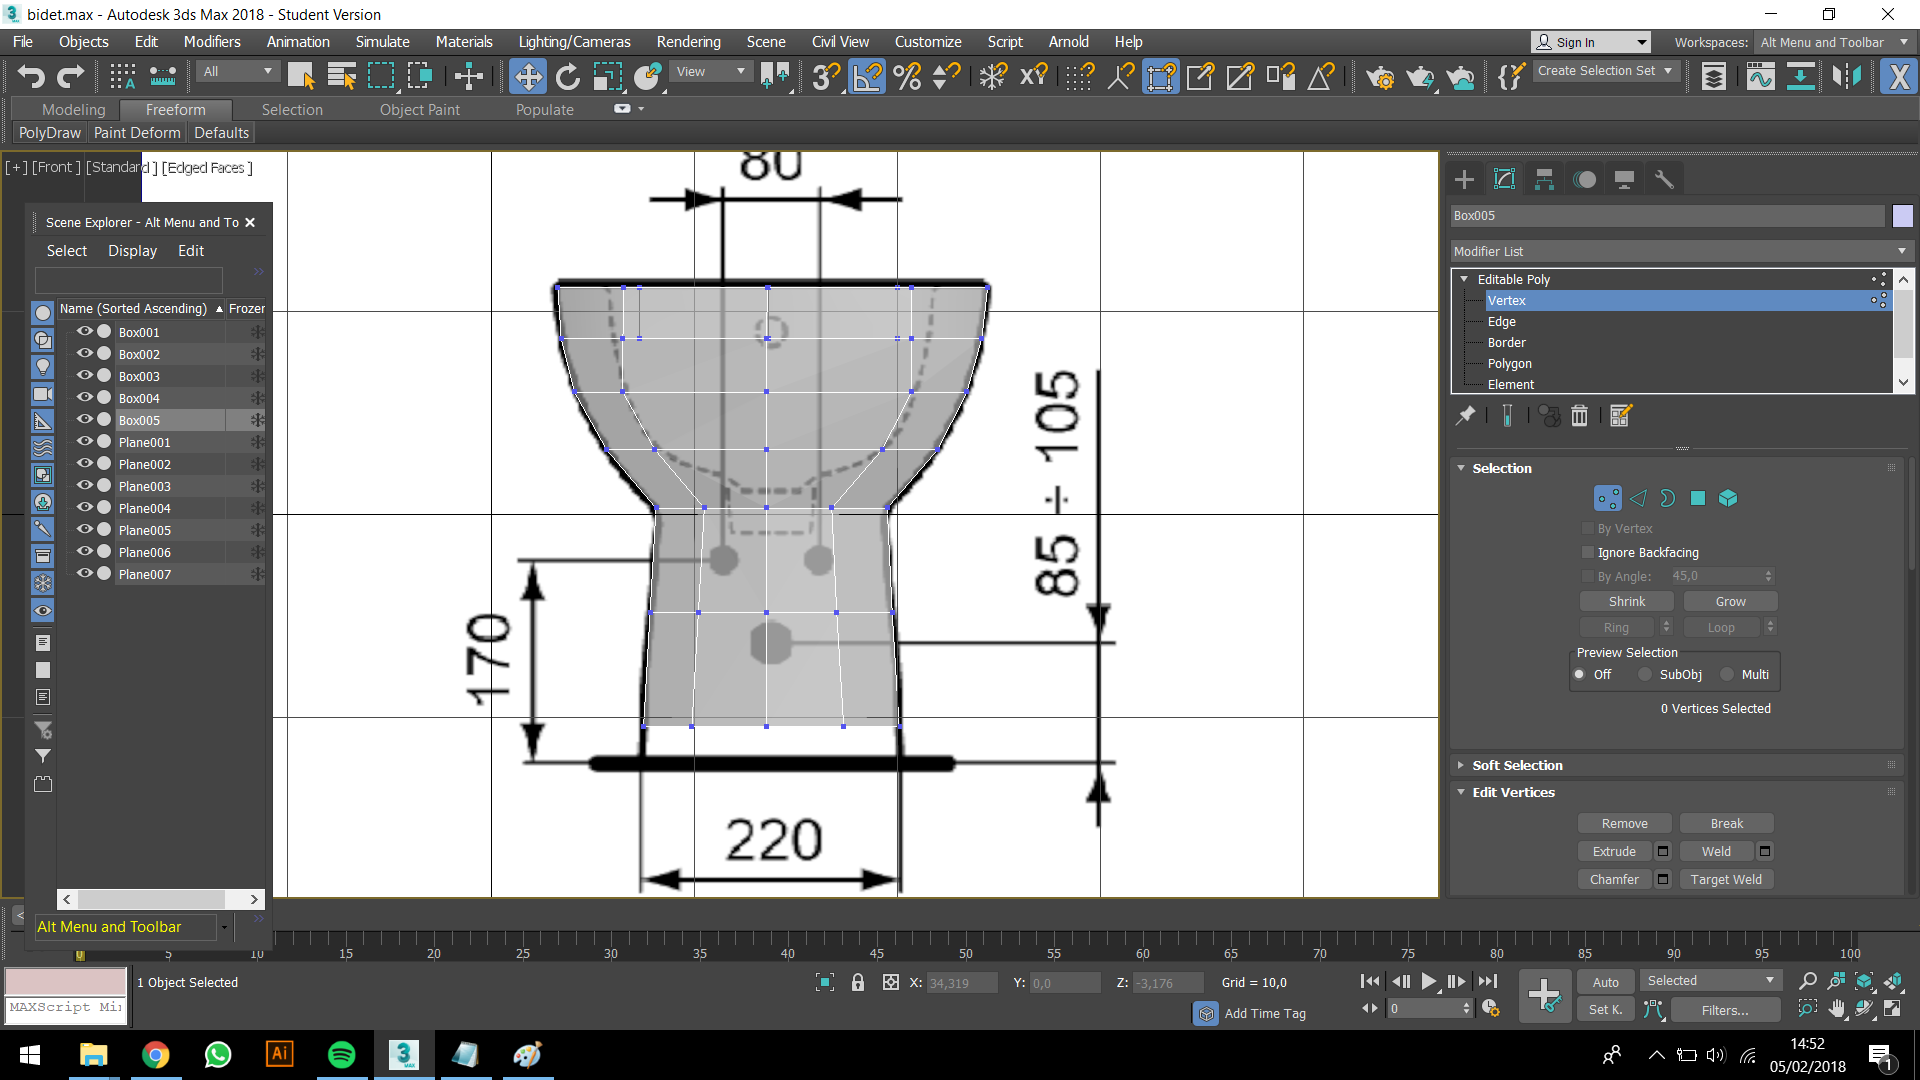 bidet.max - Autodesk 3ds Max 2018 - Student Version
File Objects Edit Modifiers Animation Simulate Materials Lighting/Cameras Rendering Scene Civil View Customize Script Arnold Help
Sign In
Workspaces: Alt Menu and Toolbar
All
View
Create Selection Set
Modeling Freeform Selection Object Paint Populate
PolyDraw Paint Deform Defaults
[+] [Front ] [Standard ] [Edged Faces ]
Scene Explorer - Alt Menu and To
Select Display Edit
Name (Sorted Ascending) Frozen
Box001
Box002
Box003
Box004
Box005
Plane001
Plane002
Plane003
Plane004
Plane005
Plane006
Plane007
Alt Menu and Toolbar
80
85 ÷ 105
170
220
Box005
Modifier List
Editable Poly
Vertex
Edge
Border
Polygon
Element
Selection
By Vertex
Ignore Backfacing
By Angle: 45,0
Shrink Grow
Ring Loop
Preview Selection
Off SubObj Multi
0 Vertices Selected
Soft Selection
Edit Vertices
Remove Break
Extrude Weld
Chamfer Target Weld
0 5 10 15 20 25 30 35 40 45 50 55 60 65 70 75 80 85 90 95 100
1 Object Selected
MAXScript Mi
X: 34,319 Y: 0,0 Z: -3,176 Grid = 10,0
Add Time Tag
0
Auto Selected
Set K. Filters...
Ai
3
MAX
14:52
05/02/2018
1